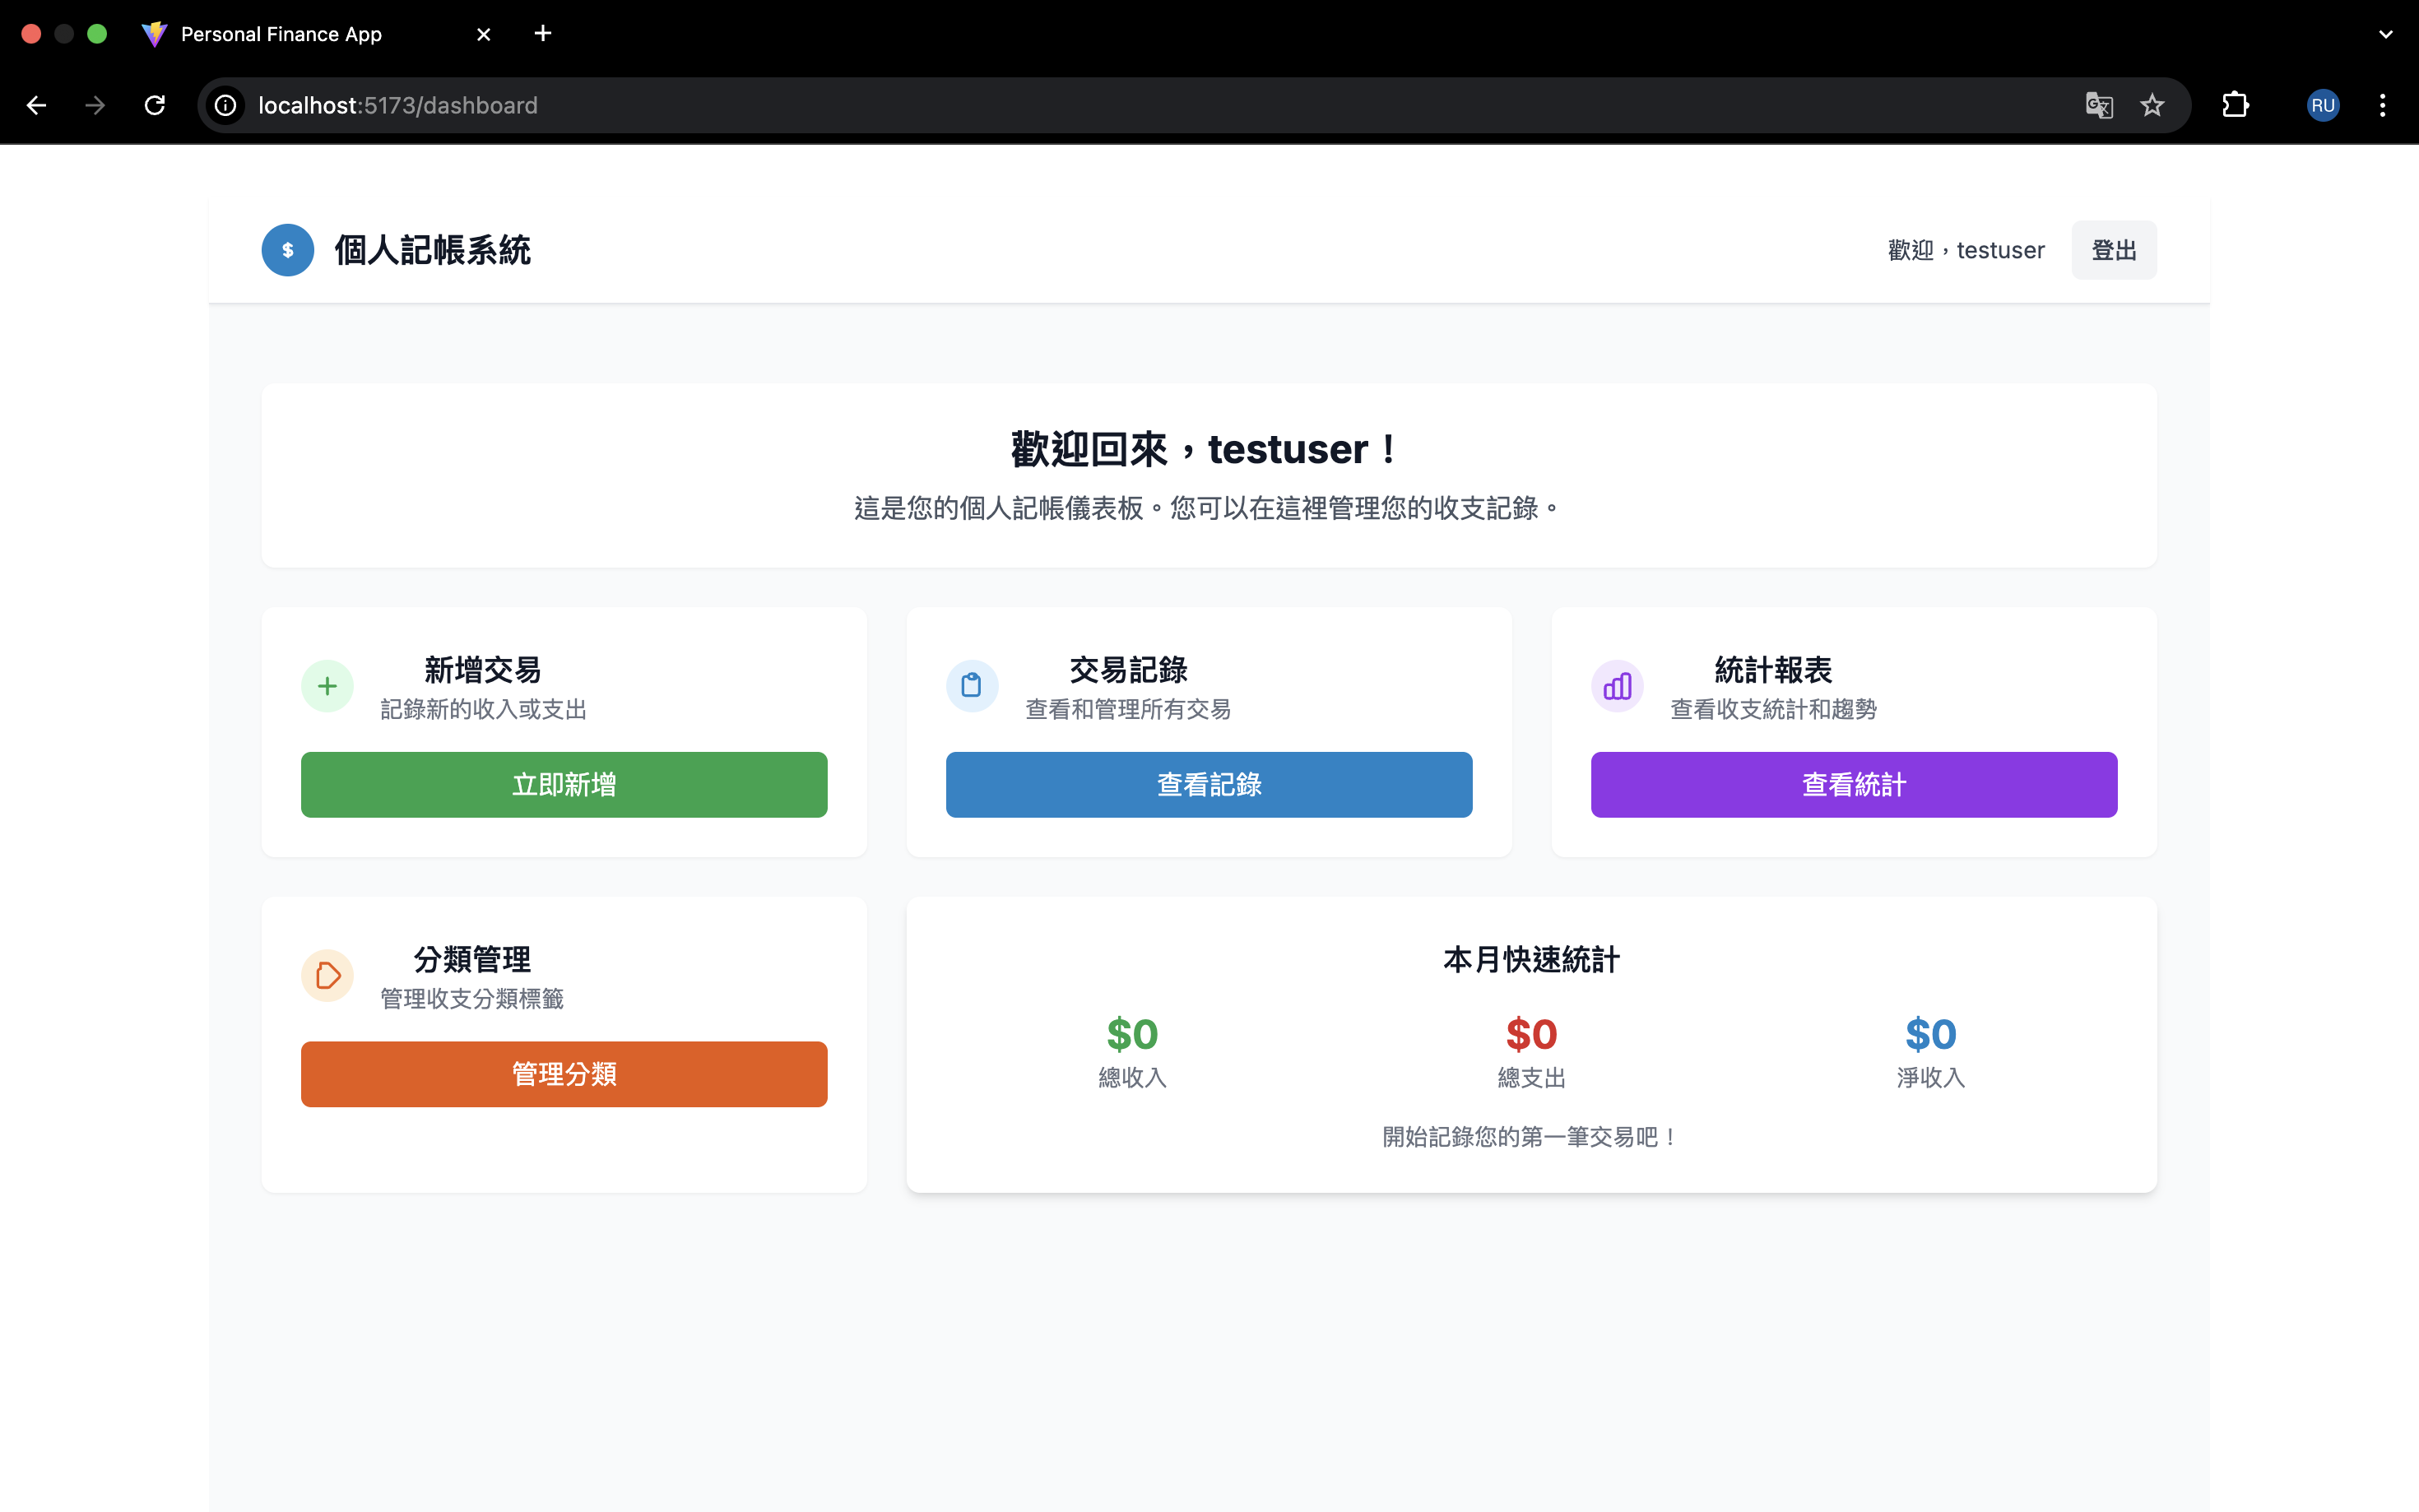 Personal Finance App
localhost:5173/dashboard
RU
$
個人記帳系統
歡迎，testuser
登出
歡迎回來，testuser！
這是您的個人記帳儀表板。您可以在這裡管理您的收支記錄。
新增交易
記錄新的收入或支出
立即新增
交易記錄
查看和管理所有交易
查看記錄
統計報表
查看收支統計和趨勢
查看統計
分類管理
管理收支分類標籤
管理分類
本月快速統計
$0
總收入
$0
總支出
$0
淨收入
開始記錄您的第一筆交易吧！